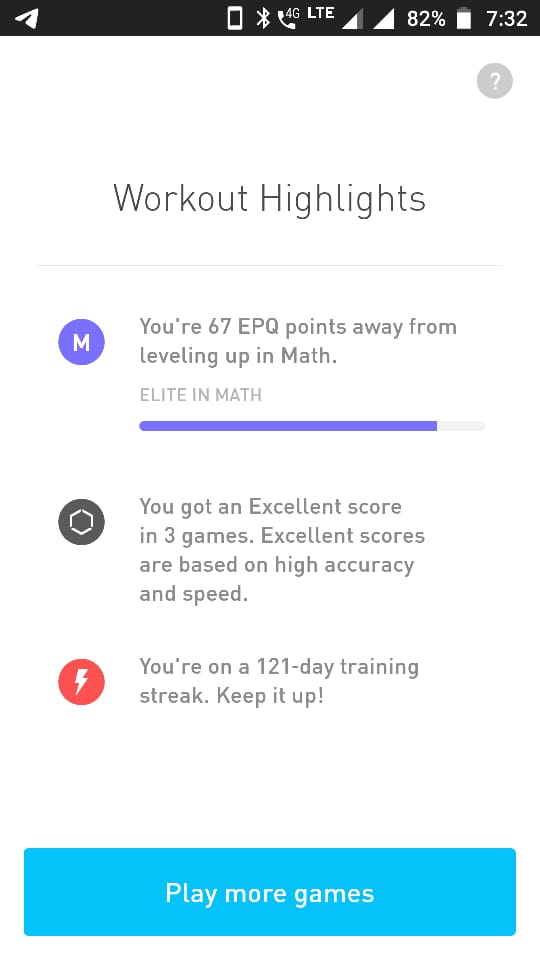 4G LTE 82% 7:32
?
Workout Highlights
M
You're 67 EPQ points away from
leveling up in Math.
ELITE IN MATH
You got an Excellent score
in 3 games. Excellent scores
are based on high accuracy
and speed.
You're on a 121-day training
streak. Keep it up!
Play more games